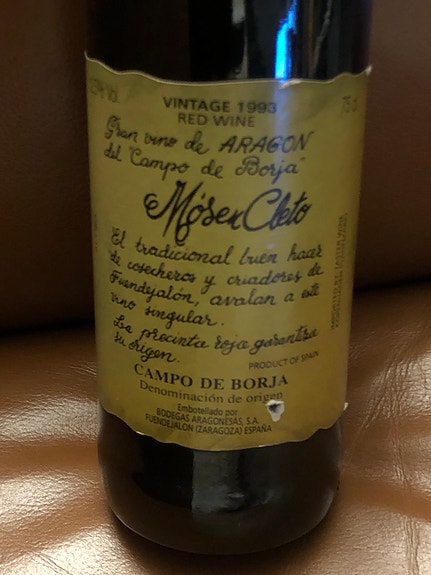 VINTAGE 1993
RED WINE
75 cl.
Gran vino de ARAGON
del "Campo de Borja"
Mósen Cleto
El tradicional buen hacer
de cosecheros y criadores de
Fuendejalón, avalan a este
vino singular.
La precinta roja garantiza
su origen.
PRODUCT OF SPAIN
CAMPO DE BORJA
Denominación de origen
Embotellado por
BODEGAS ARAGONESAS, S.A.
FUENDEJALON (ZARAGOZA) ESPAÑA